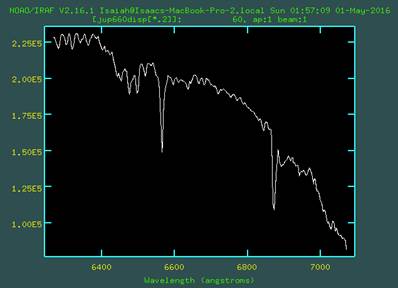 NOAO/IRAF V2.16.1 Isaiah@Isaacs-MacBook-Pro-2.local Sun 01:57:09 01-May-2016
[jup660disp[*,2]]: 60. ap:1 beam:1
2.25E5
2.00E5
1.75E5
1.50E5
1.25E5
1.00E5
6400 6600 6800 7000
Wavelength (angstroms)